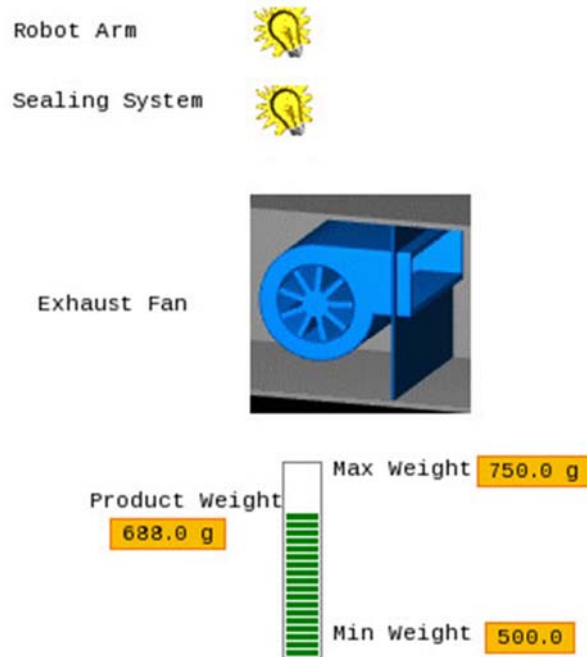 Robot Arm
Sealing System
Exhaust Fan
Max Weight 750.0 g
Product Weight
688.0 g
Min Weight 500.0